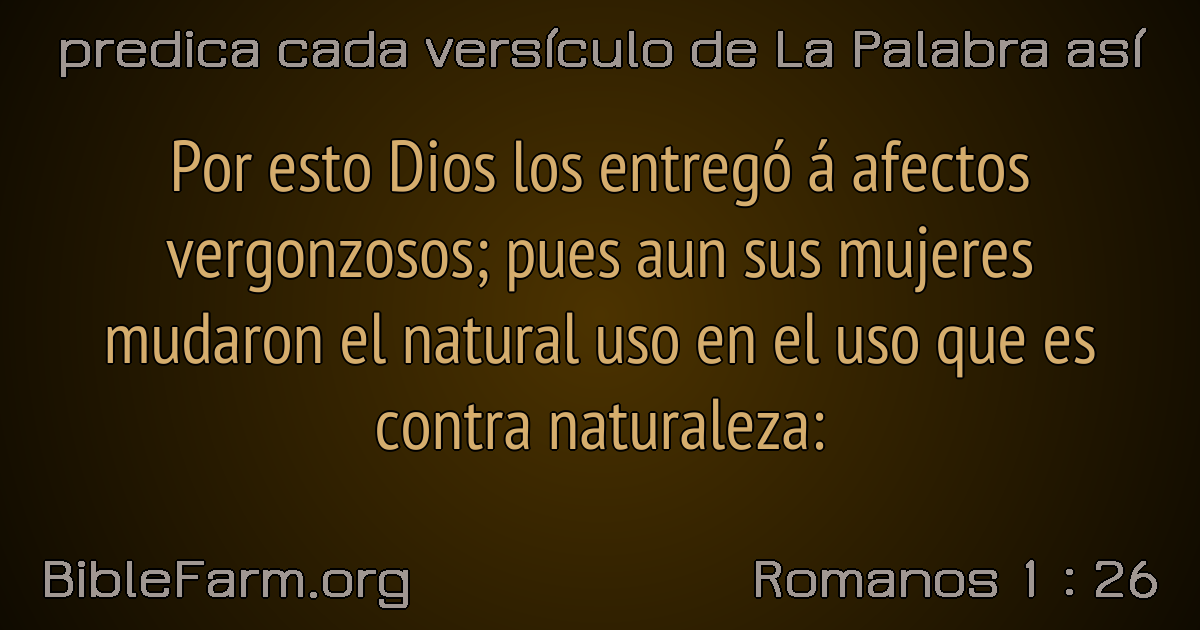 predica cada versículo de La Palabra así
Por esto Dios los entregó á afectos
vergonzosos; pues aun sus mujeres
mudaron el natural uso en el uso que es
contra naturaleza:
BibleFarm.org
Romanos 1 : 26